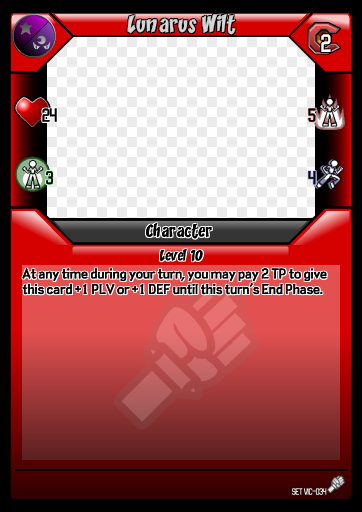 Lunarus Wilt
2
24
5
3
4
Character
Level 10
At any time during your turn, you may pay 2 TP to give
this card +1 PLV or +1 DEF until this turn's End Phase.
SET VIC-034